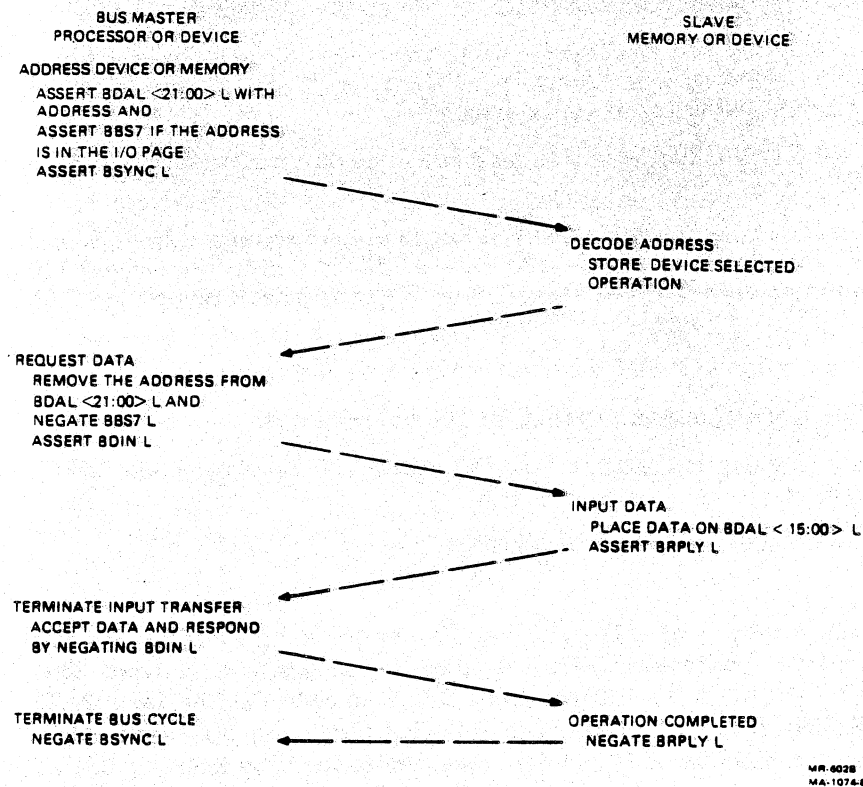 BUS MASTER
PROCESSOR OR DEVICE
SLAVE
MEMORY OR DEVICE
ADDRESS DEVICE OR MEMORY
ASSERT BDAL <21:00> L WITH
ADDRESS AND
ASSERT BBS7 IF THE ADDRESS
IS IN THE I/O PAGE
ASSERT BSYNC L
DECODE ADDRESS
STORE DEVICE SELECTED
OPERATION
REQUEST DATA
REMOVE THE ADDRESS FROM
BDAL <21:00> L AND
NEGATE BBS7 L
ASSERT BDIN L
INPUT DATA
PLACE DATA ON BDAL < 15:00> L
ASSERT BRPLY L
TERMINATE INPUT TRANSFER
ACCEPT DATA AND RESPOND
BY NEGATING BDIN L
TERMINATE BUS CYCLE
NEGATE BSYNC L
OPERATION COMPLETED
NEGATE BRPLY L
MR-6028